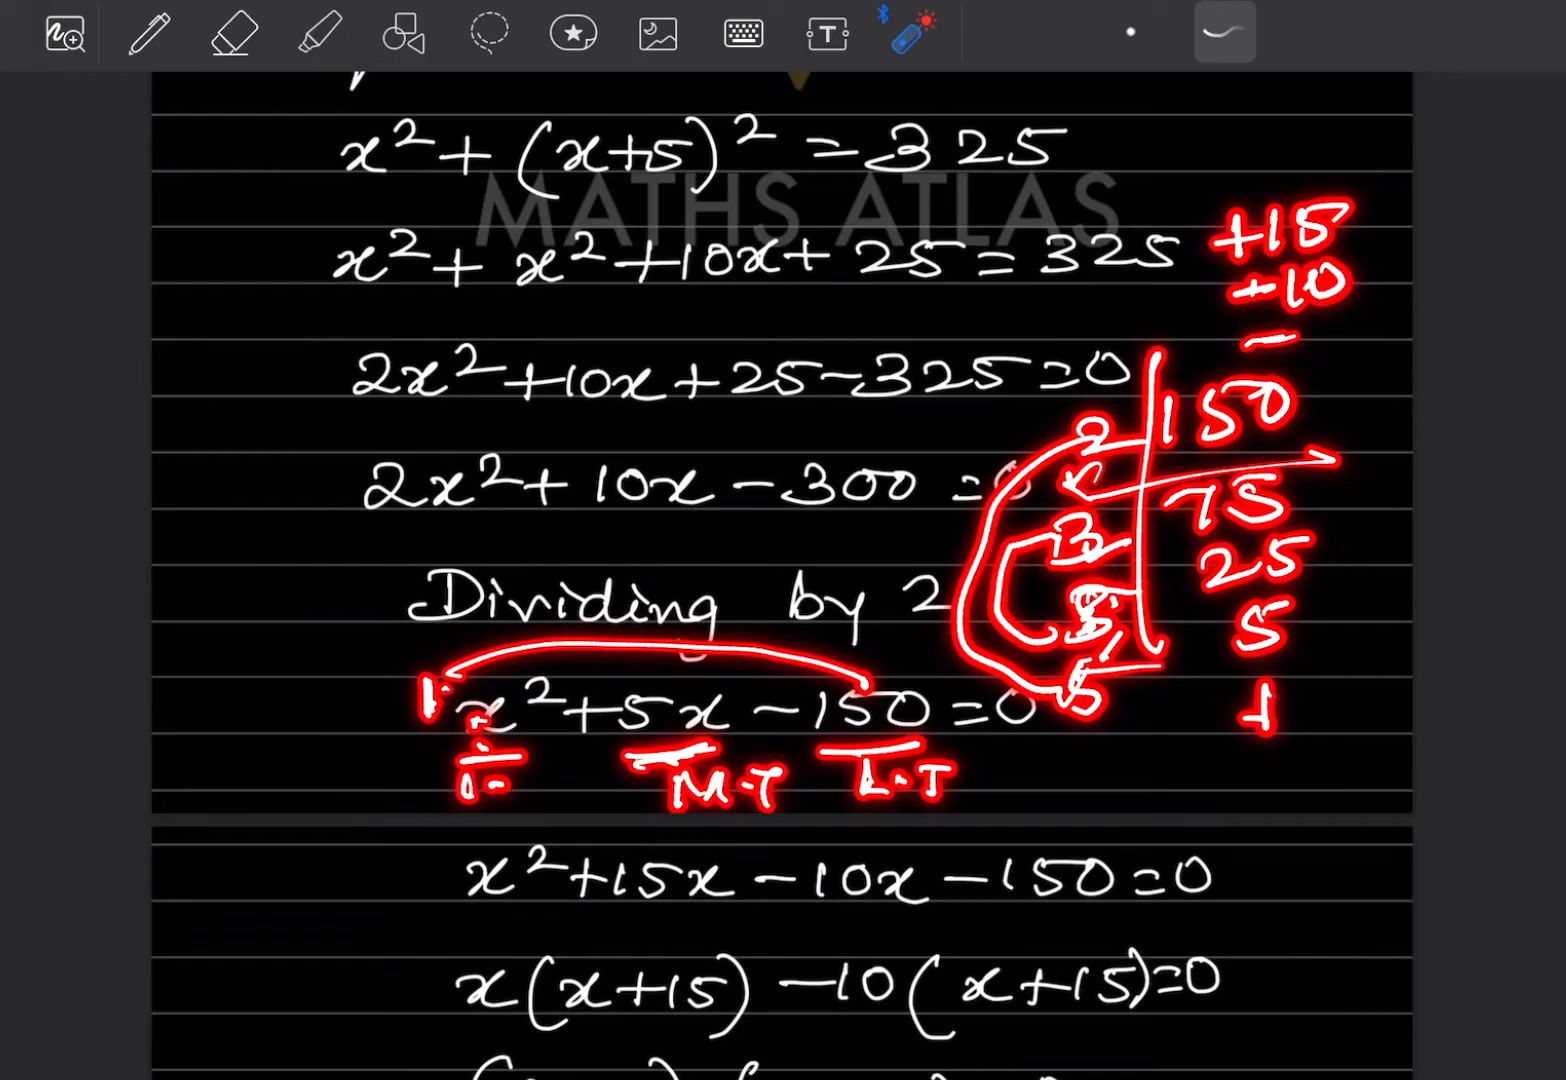 x² + (x+5)² = 325
MATHS ATLAS
x² + x² + 10x + 25 = 325
2x² + 10x + 25 - 325 = 0
2x² + 10x - 300 = 0
Dividing by 2
x² + 5x - 150 = 0
M.T L.T
+15
+10
-
2 150
75
3 25
5 5
5 1
x² + 15x - 10x - 150 = 0
x(x+15) - 10(x+15) = 0